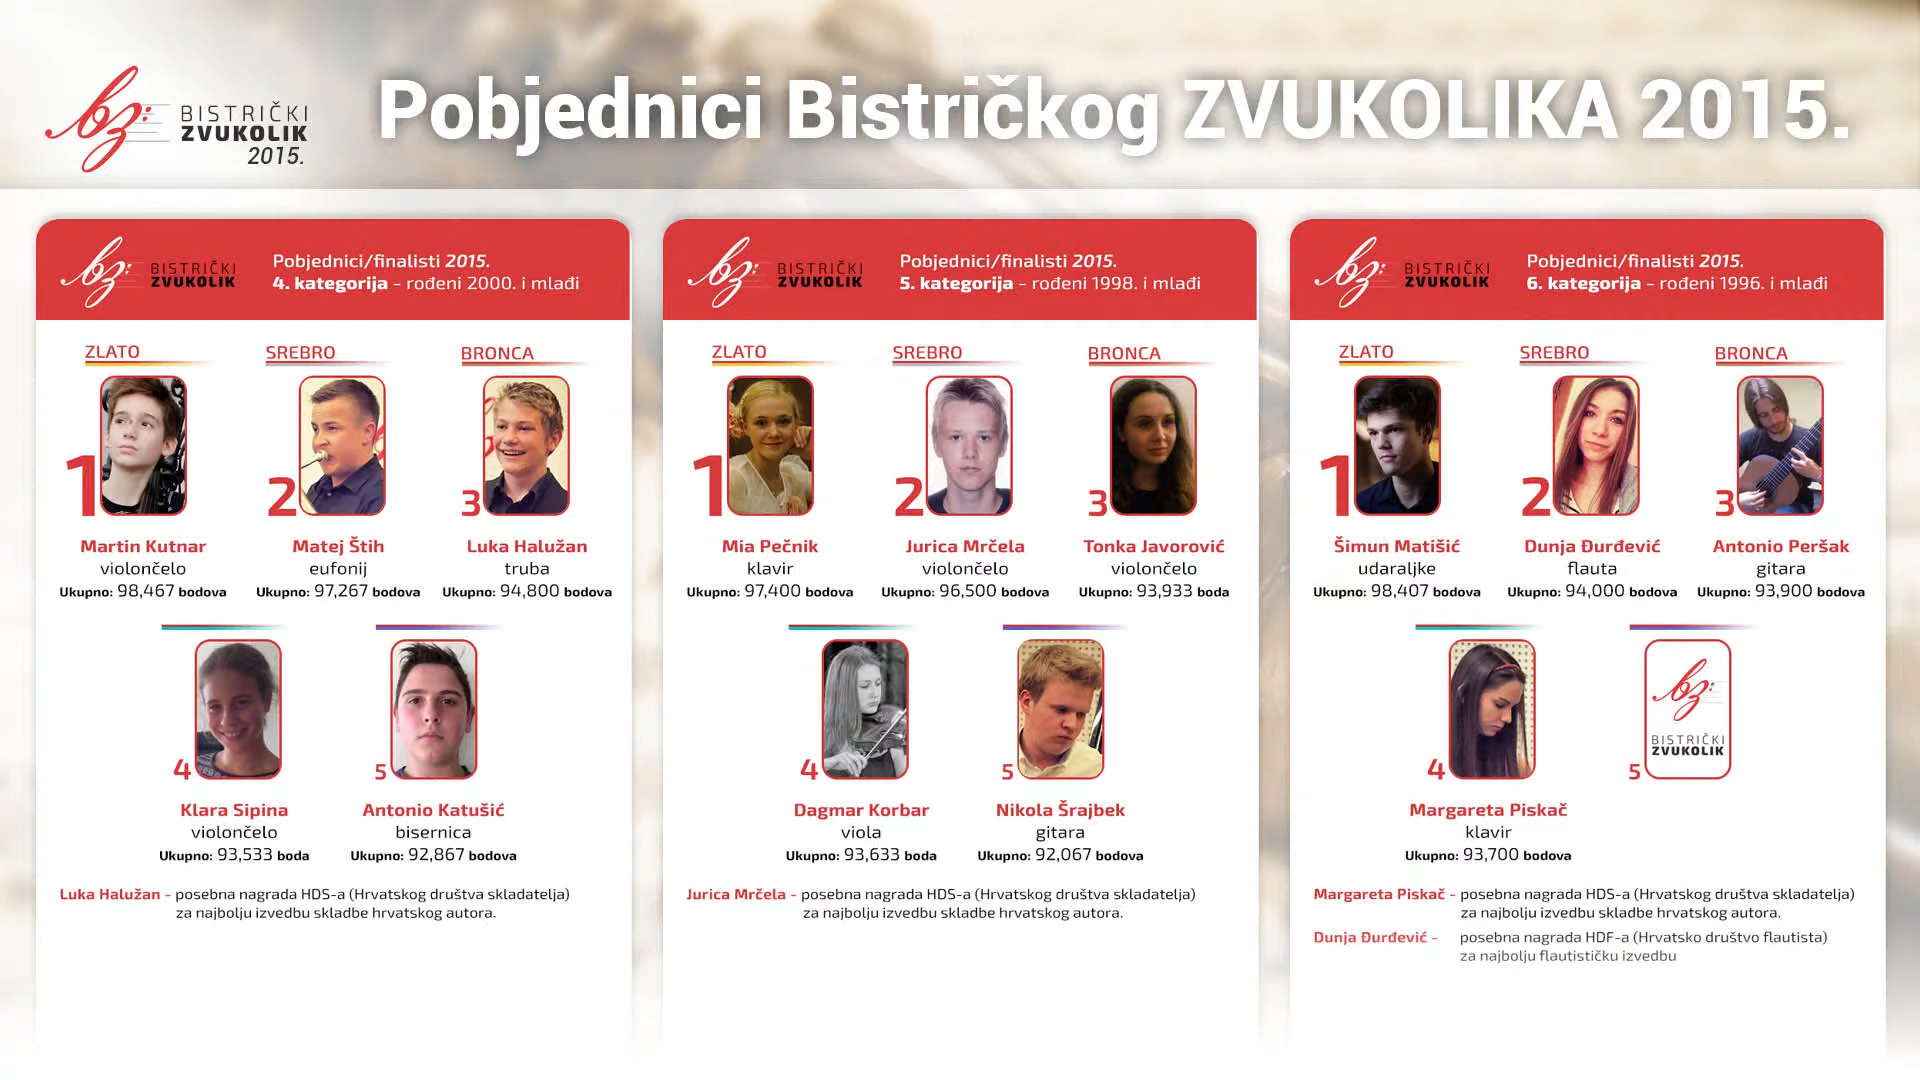 bz:
BISTRIČKI
ZVUKOLIK
2015.
Pobjednici Bistričkog ZVUKOLIKA 2015.
bz:
BISTRIČKI
ZVUKOLIK
Pobjednici/finalisti 2015.
4. kategorija - rođeni 2000. i mlađi
ZLATO
SREBRO
BRONCA
1
2
3
Martin Kutnar
violončelo
Ukupno: 98,467 bodova
Matej Štih
eufonij
Ukupno: 97,267 bodova
Luka Halužan
truba
Ukupno: 94,800 bodova
4
5
Klara Sipina
violončelo
Ukupno: 93,533 boda
Antonio Katušić
bisernica
Ukupno: 92,867 bodova
Luka Halužan - posebna nagrada HDS-a (Hrvatskog društva skladatelja)
za najbolju izvedbu skladbe hrvatskog autora.
bz:
BISTRIČKI
ZVUKOLIK
Pobjednici/finalisti 2015.
5. kategorija - rođeni 1998. i mlađi
ZLATO
SREBRO
BRONCA
1
2
3
Mia Pečnik
klavir
Ukupno: 97,400 bodova
Jurica Mrčela
violončelo
Ukupno: 96,500 bodova
Tonka Javorović
violončelo
Ukupno: 93,933 boda
4
5
Dagmar Korbar
viola
Ukupno: 93,633 boda
Nikola Šrajbek
gitara
Ukupno: 92,067 bodova
Jurica Mrčela - posebna nagrada HDS-a (Hrvatskog društva skladatelja)
za najbolju izvedbu skladbe hrvatskog autora.
bz:
BISTRIČKI
ZVUKOLIK
Pobjednici/finalisti 2015.
6. kategorija - rođeni 1996. i mlađi
ZLATO
SREBRO
BRONCA
1
2
3
Šimun Matišić
udaraljke
Ukupno: 98,407 bodova
Dunja Đurđević
flauta
Ukupno: 94,000 bodova
Antonio Peršak
gitara
Ukupno: 93,900 bodova
4
5
bz:
BISTRIČKI
ZVUKOLIK
Margareta Piskač
klavir
Ukupno: 93,700 bodova
Margareta Piskač - posebna nagrada HDS-a (Hrvatskog društva skladatelja)
za najbolju izvedbu skladbe hrvatskog autora.
Dunja Đurđević - posebna nagrada HDF-a (Hrvatsko društvo flautista)
za najbolju flautističku izvedbu